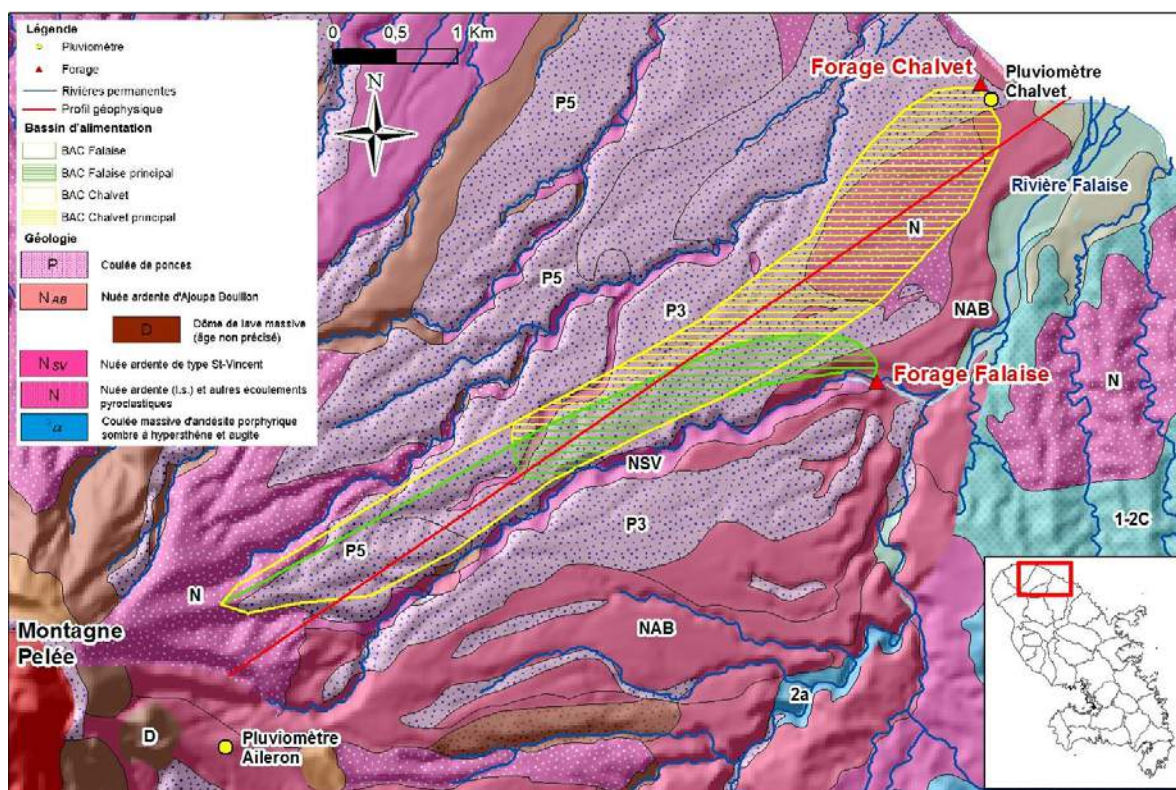 Légende
Pluviomètre
Forage
Rivières permanentes
Profil géophysique
Bassin d'alimentation
BAC Falaise
BAC Falaise principal
BAC Chalvet
BAC Chalvet principal
Géologie
P Coulée de ponces
NAB Nuée ardente d'Ajoupa Bouillon
D Dôme de lave massive
(âge non précisé)
NSV Nuée ardente de type St-Vincent
N Nuée ardente (l.s.) et autres écoulements
pyroclastiques
Coulée massive d'andésite porphyrique
sombre à hypersthène et augite
0 0,5 1 Km
N
Forage Chalvet
Pluviomètre
Chalvet
P5
Rivière Falaise
N
P5
P3
NAB
Forage Falaise
N
NSV
P3
1-2C
P5
N
NAB
Montagne
Pelée
2a
D
Pluviomètre
Aileron